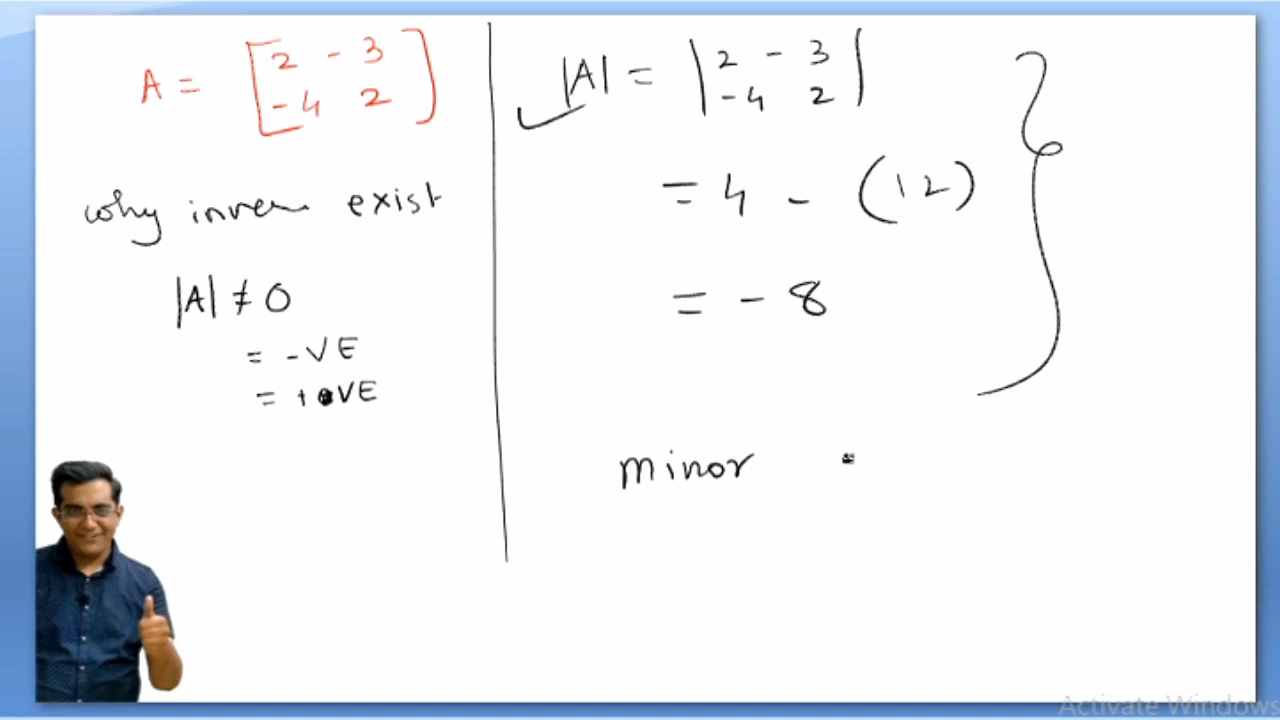 A = [ 2 - 3
-4 2 ]
why inverse exist
|A| ≠ 0
= -VE
= +VE
|A| = | 2 - 3
-4 2 |
= 4 - (12)
= - 8
minor
Activate Windows